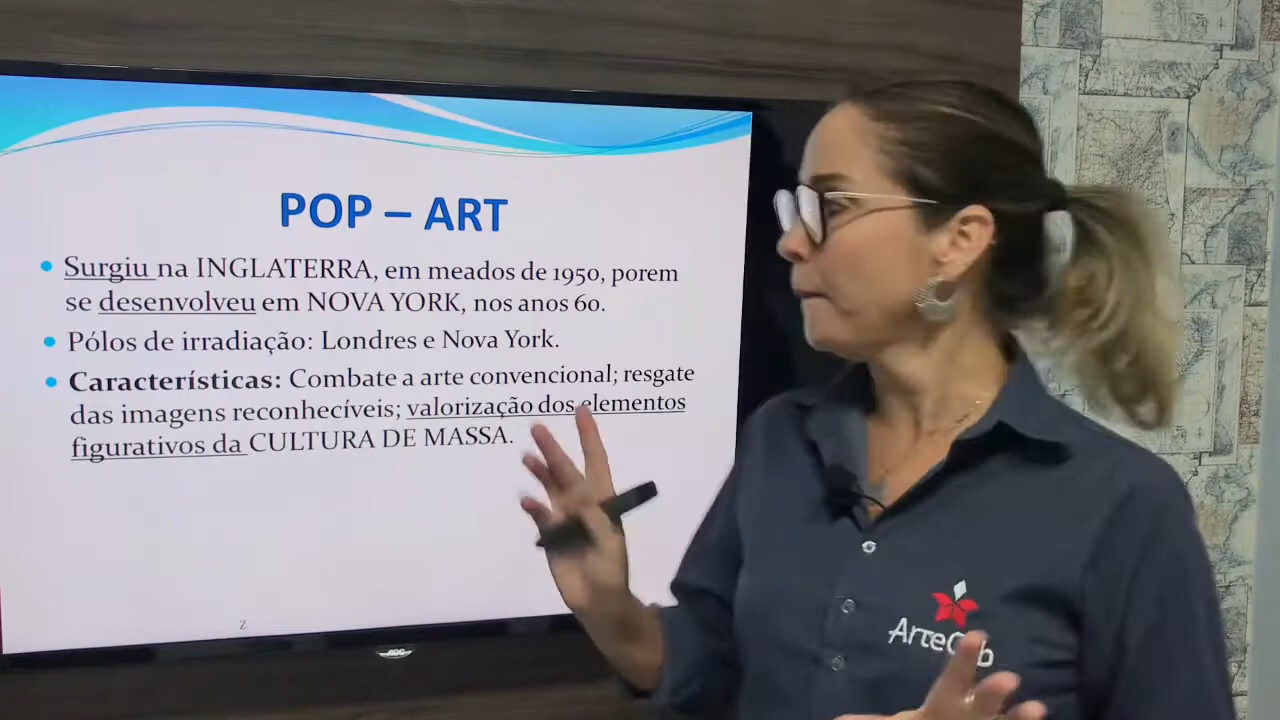 POP – ART
Surgiu na INGLATERRA, em meados de 1950, porem
se desenvolveu em NOVA YORK, nos anos 60.
Pólos de irradiação: Londres e Nova York.
Características: Combate a arte convencional; resgate
das imagens reconhecíveis; valorização dos elementos
figurativos da CULTURA DE MASSA.
z
AOC